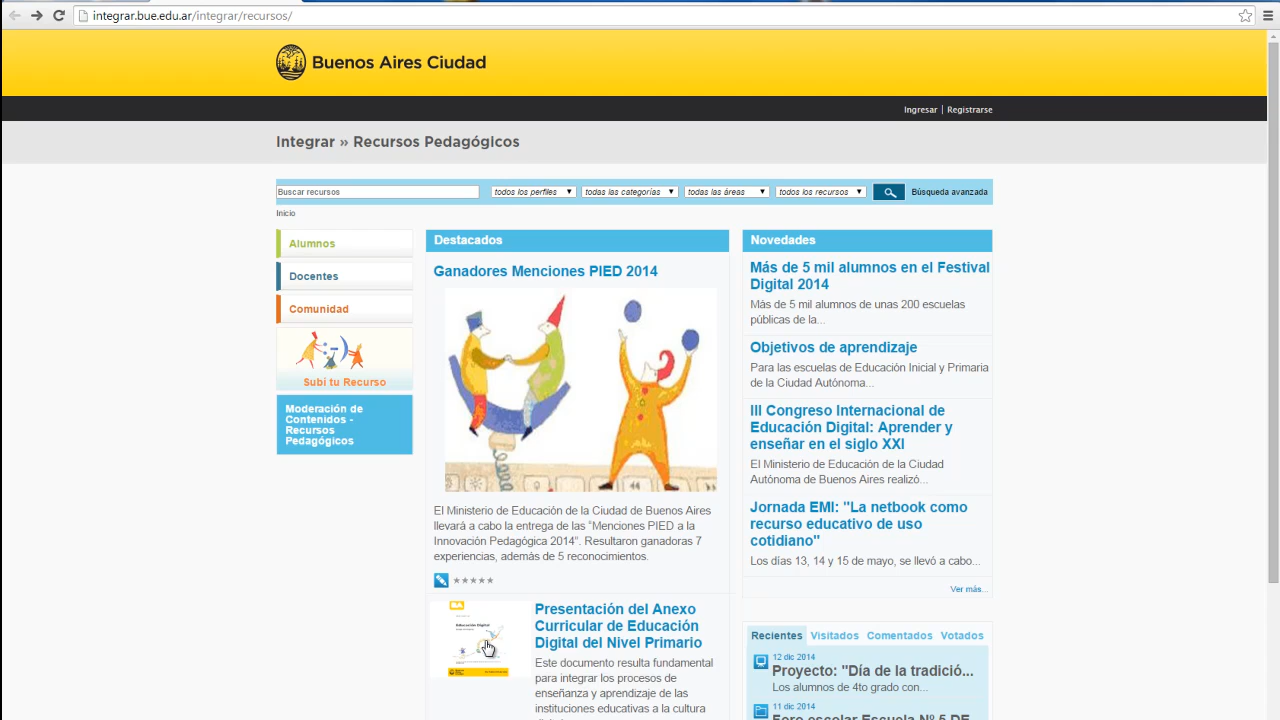 integrar.bue.edu.ar/integrar/recursos/
Buenos Aires Ciudad
Ingresar | Registrarse
Integrar » Recursos Pedagógicos
Buscar recursos
todos los perfiles
todas las categorías
todas las áreas
todos los recursos
Búsqueda avanzada
Inicio
Alumnos
Docentes
Comunidad
Subí tu Recurso
Moderación de
Contenidos -
Recursos
Pedagógicos
Destacados
Ganadores Menciones PIED 2014
El Ministerio de Educación de la Ciudad de Buenos Aires
llevará a cabo la entrega de las "Menciones PIED a la
Innovación Pedagógica 2014". Resultaron ganadoras 7
experiencias, además de 5 reconocimientos.
BA
Educación Digital
Presentación del Anexo
Curricular de Educación
Digital del Nivel Primario
Este documento resulta fundamental
para integrar los procesos de
enseñanza y aprendizaje de las
instituciones educativas a la cultura
Novedades
Más de 5 mil alumnos en el Festival
Digital 2014
Más de 5 mil alumnos de unas 200 escuelas
públicas de la...
Objetivos de aprendizaje
Para las escuelas de Educación Inicial y Primaria
de la Ciudad Autónoma...
III Congreso Internacional de
Educación Digital: Aprender y
enseñar en el siglo XXI
El Ministerio de Educación de la Ciudad
Autónoma de Buenos Aires realizó...
Jornada EMI: "La netbook como
recurso educativo de uso
cotidiano"
Los días 13, 14 y 15 de mayo, se llevó a cabo...
Ver más...
Recientes Visitados Comentados Votados
12 dic 2014
Proyecto: "Día de la tradició...
Los alumnos de 4to grado con...
11 dic 2014
Foro escolar Escuela Nº 5 DE